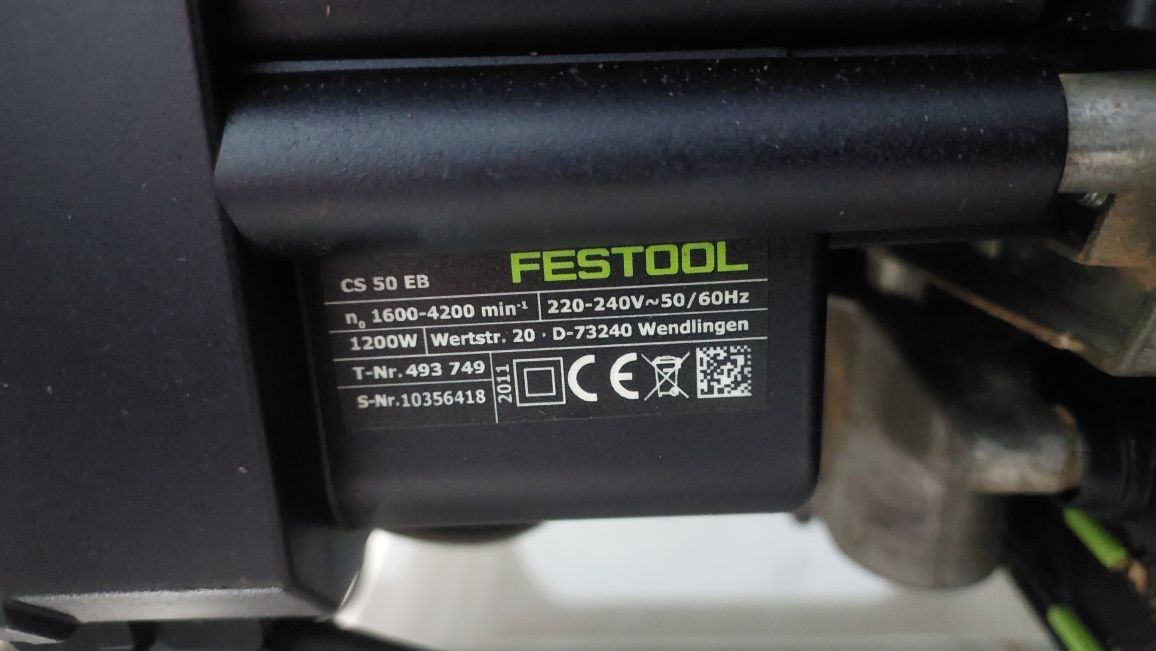 FESTOOL
CS 50 EB
n₀ 1600-4200 min⁻¹ 220-240V~50/60Hz
1200W Wertstr. 20 · D-73240 Wendlingen
T-Nr. 493 749
S-Nr.10356418
2011
CE